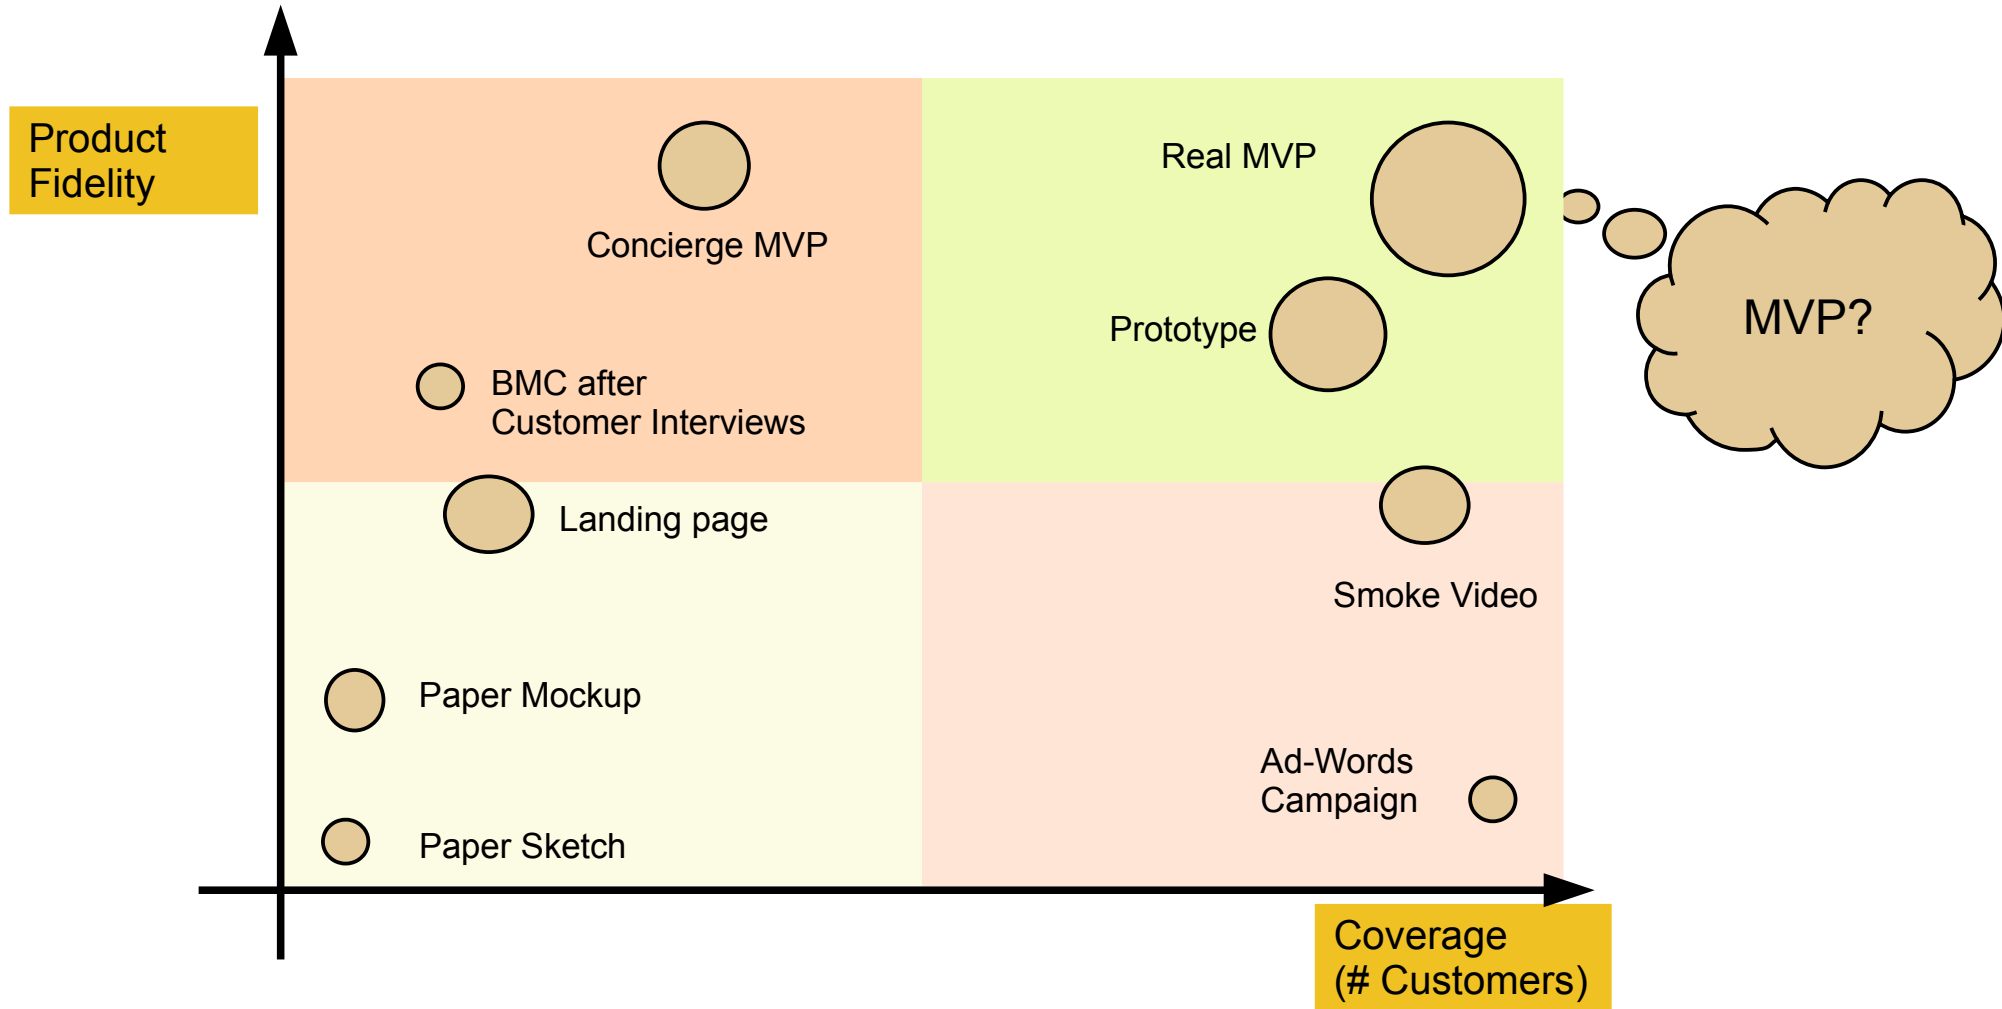 Product
Fidelity
Real MVP
Concierge MVP
MVP?
Prototype
BMC after
Customer Interviews
Landing page
Smoke Video
Paper Mockup
Ad-Words
Campaign
Paper Sketch
Coverage
(# Customers)